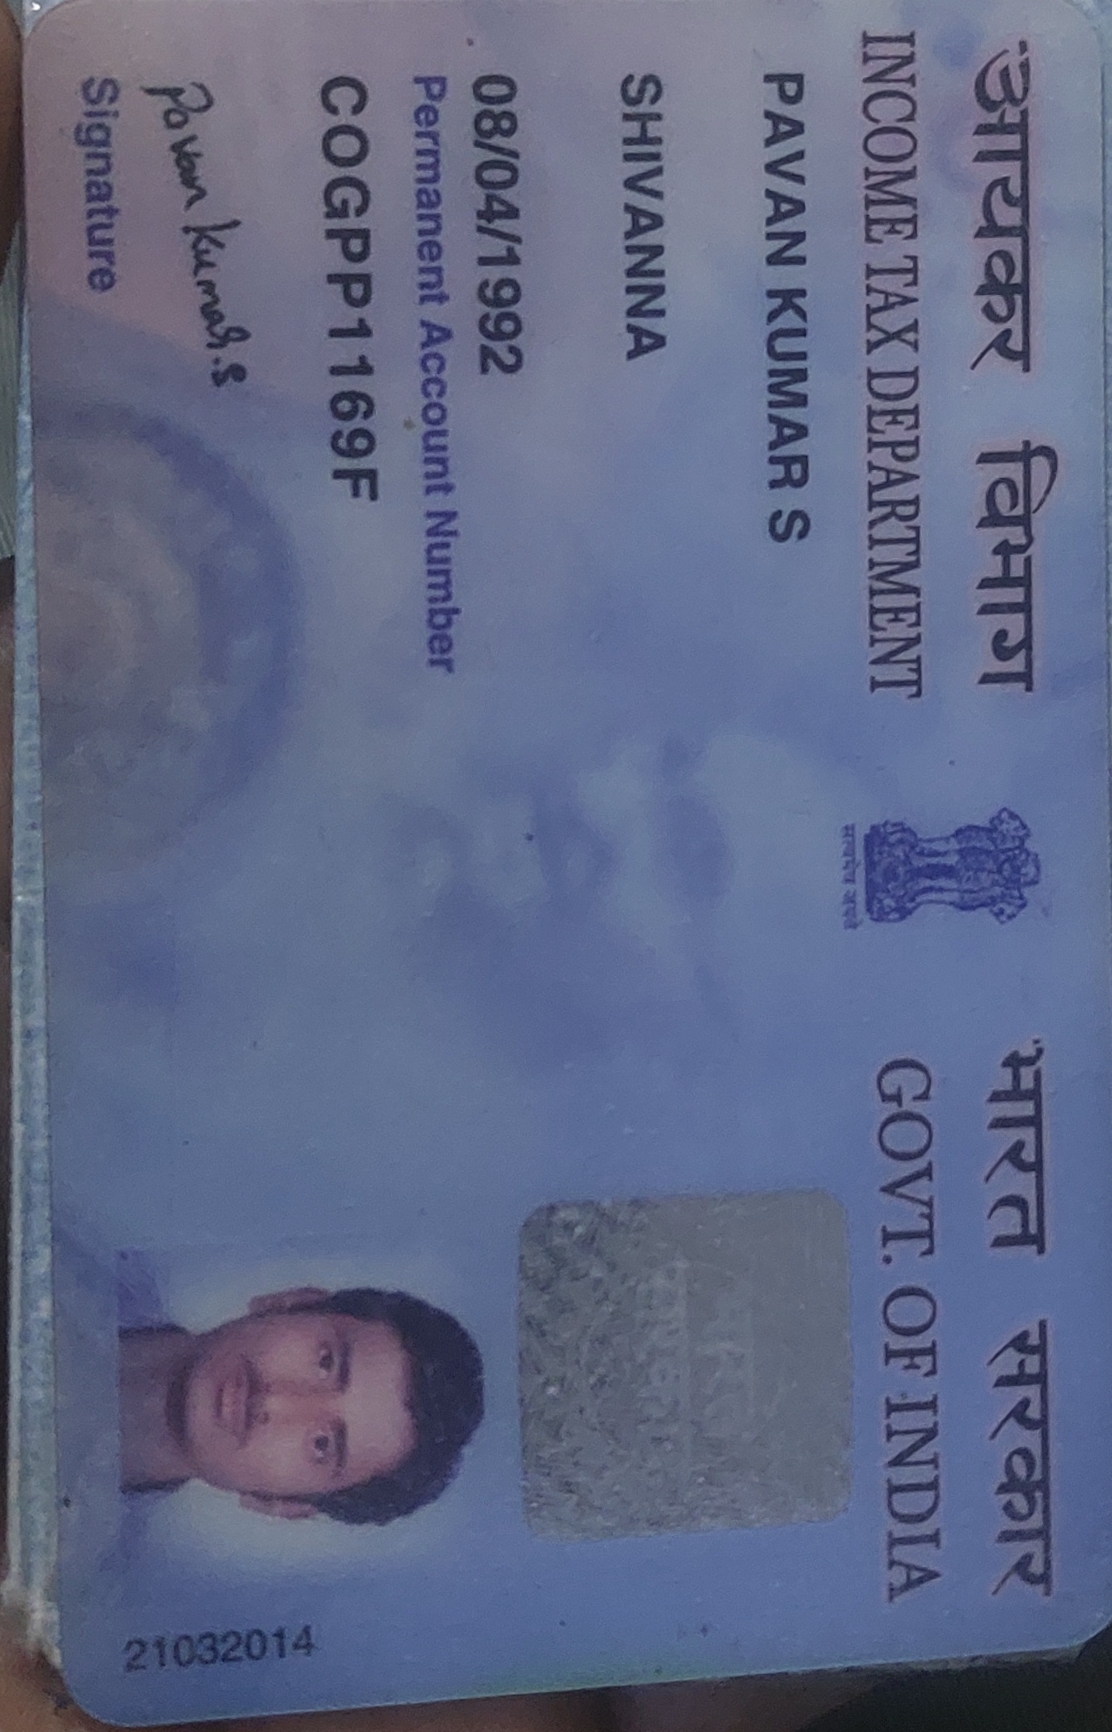 आयकर विभाग
INCOME TAX DEPARTMENT
भारत सरकार
GOVT. OF INDIA
सत्यमेव जयते
PAVAN KUMAR S
SHIVANNA
08/04/1992
Permanent Account Number
COGPP1169F
Pavan Kumar.S
Signature
21032014